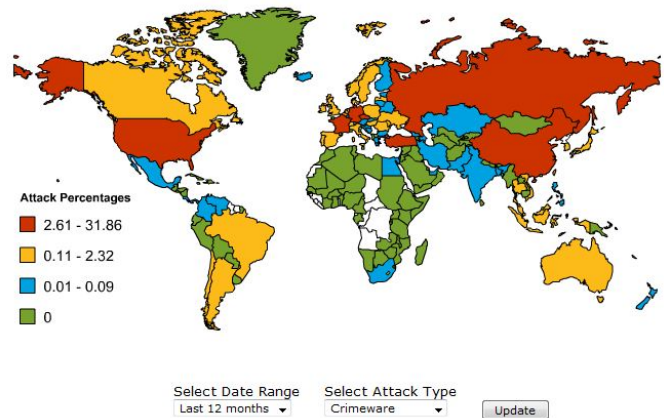 Attack Percentages
2.61 - 31.86
0.11 - 2.32
0.01 - 0.09
0
Select Date Range Select Attack Type
Last 12 months Crimeware Update